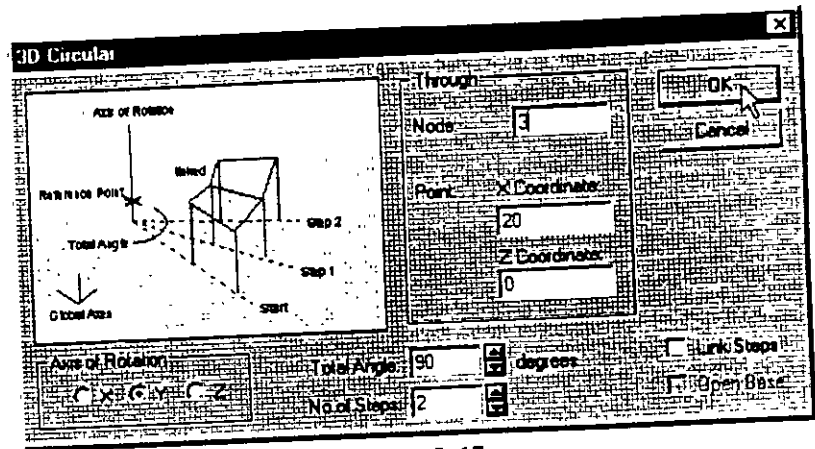 3D Circular
Axis of Rotation
linked
Reference Point
Total Angle
Step 2
Step 1
Start
Global Axes
Through
Node: 3
Point: X Coordinate:
20
Z Coordinate:
0
OK
Cancel
Axis of Rotation
X Y Z
Total Angle: 90 degrees
No. of Steps: 2
Link Steps
Open Base